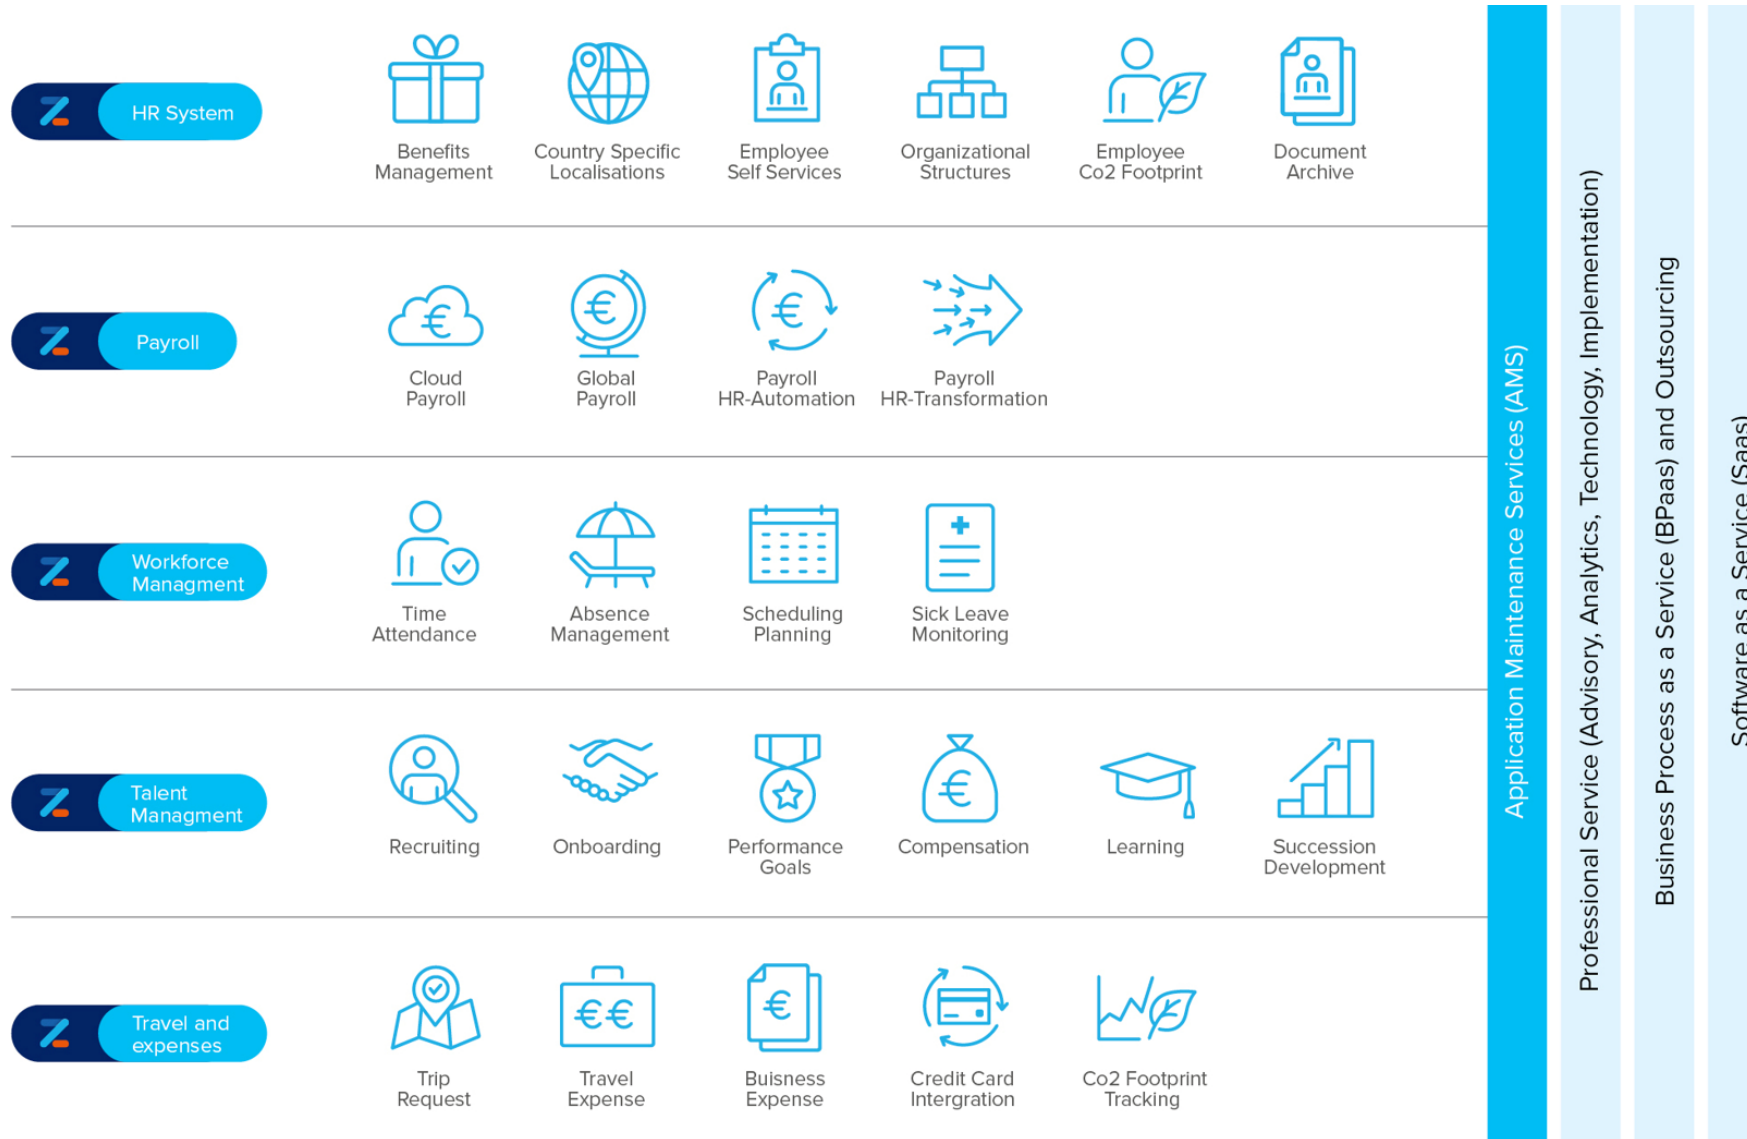 HR System
Benefits
Management
Country Specific
Localisations
Employee
Self Services
Organizational
Structures
Employee
Co2 Footprint
Document
Archive
Payroll
Cloud
Payroll
Global
Payroll
Payroll
HR-Automation
Payroll
HR-Transformation
Workforce
Managment
Time
Attendance
Absence
Management
Scheduling
Planning
Sick Leave
Monitoring
Talent
Managment
Recruiting
Onboarding
Performance
Goals
Compensation
Learning
Succession
Development
Travel and
expenses
Trip
Request
Travel
Expense
Buisness
Expense
Credit Card
Intergration
Co2 Footprint
Tracking
Application Maintenance Services (AMS)
Professional Service (Advisory, Analytics, Technology, Implementation)
Business Process as a Service (BPaas) and Outsourcing
Software as a Service (Saas)